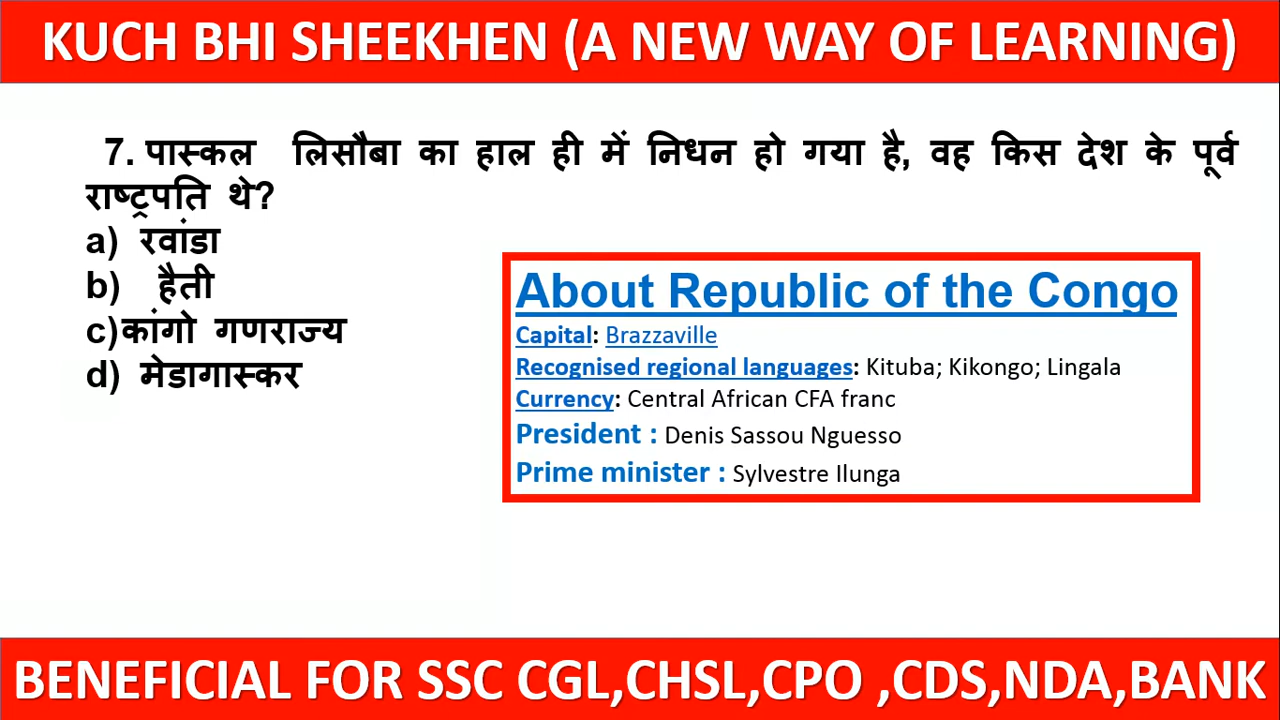 KUCH BHI SHEEKHEN (A NEW WAY OF LEARNING)
7. पास्कल लिसौबा का हाल ही में निधन हो गया है, वह किस देश के पूर्व
राष्ट्रपति थे?
a) रवांडा
b) हैती
c)कांगो गणराज्य
d) मेडागास्कर
About Republic of the Congo
Capital: Brazzaville
Recognised regional languages: Kituba; Kikongo; Lingala
Currency: Central African CFA franc
President : Denis Sassou Nguesso
Prime minister : Sylvestre Ilunga
BENEFICIAL FOR SSC CGL,CHSL,CPO ,CDS,NDA,BANK